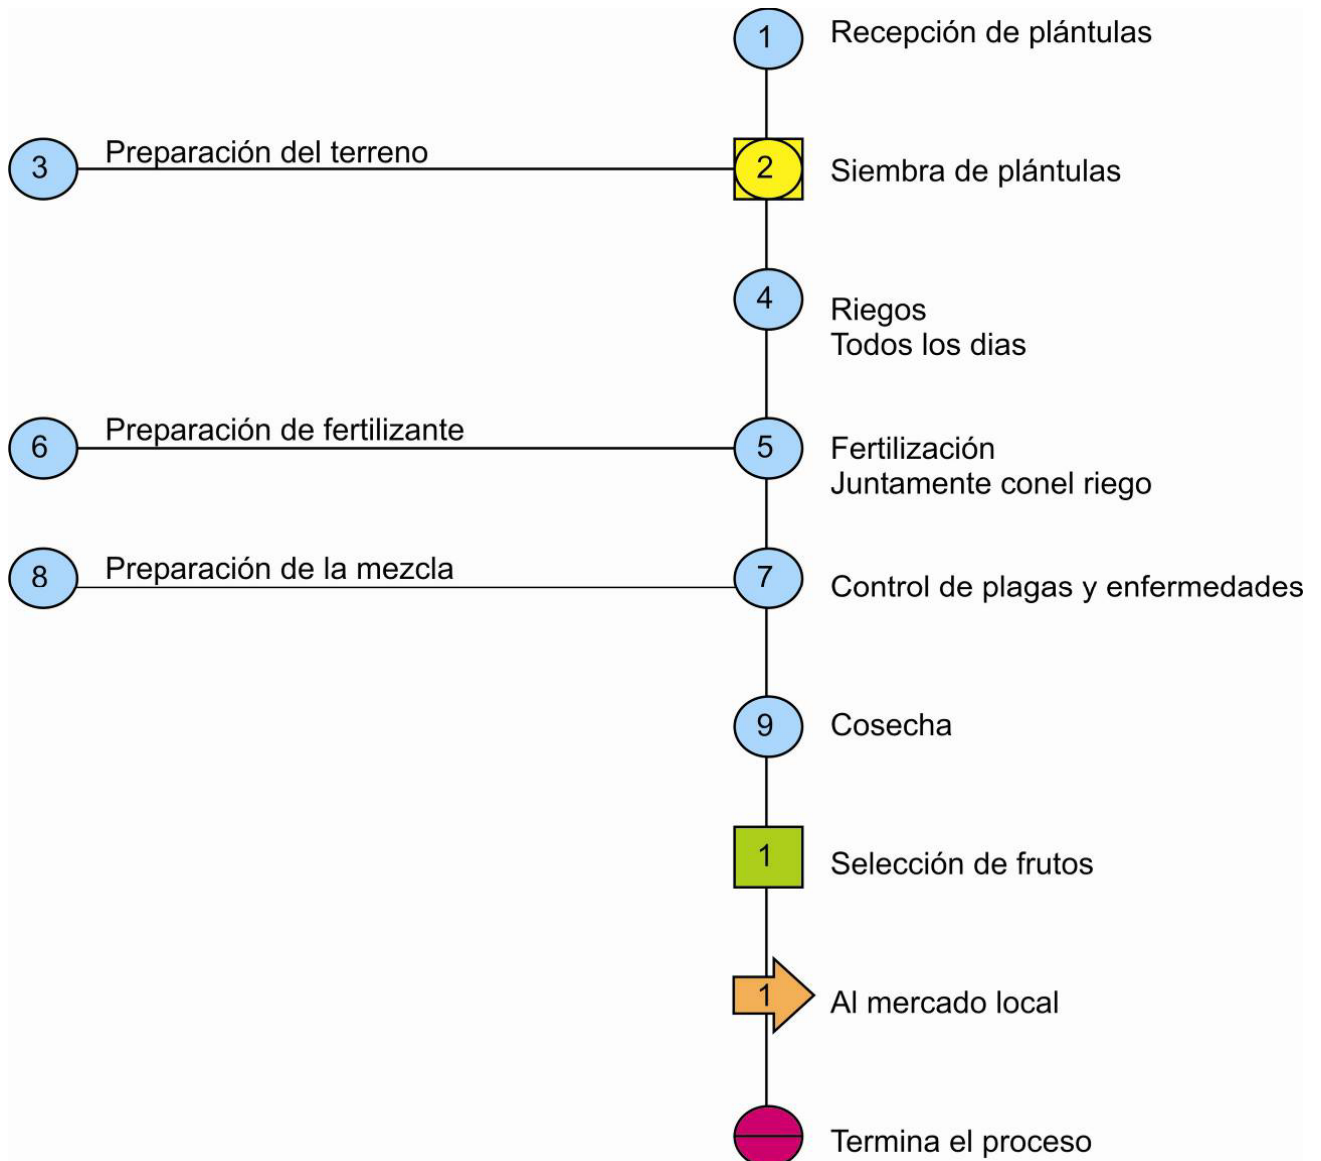 1 Recepción de plántulas
3 Preparación del terreno 2 Siembra de plántulas
4 Riegos
Todos los dias
6 Preparación de fertilizante 5 Fertilización
Juntamente conel riego
8 Preparación de la mezcla 7 Control de plagas y enfermedades
9 Cosecha
1 Selección de frutos
1 Al mercado local
Termina el proceso